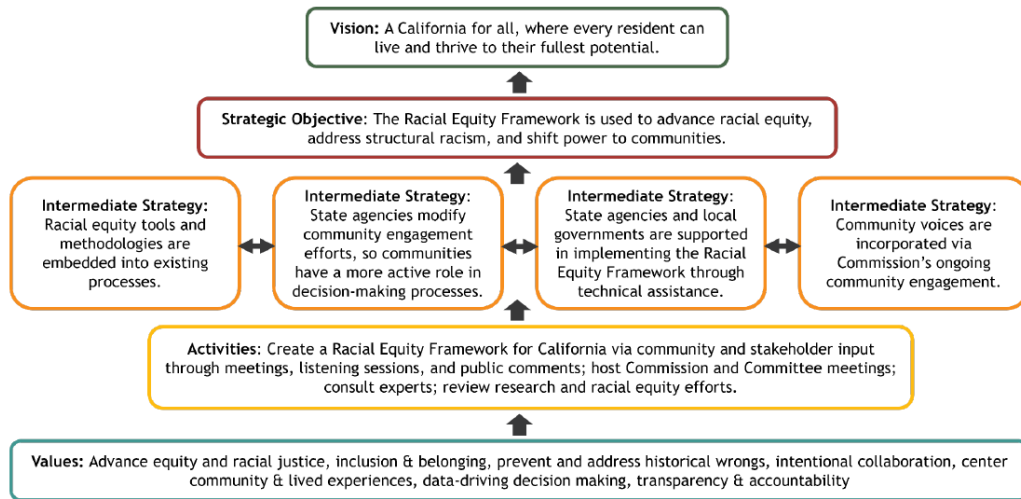 Vision: A California for all, where every resident can
live and thrive to their fullest potential.
Strategic Objective: The Racial Equity Framework is used to advance racial equity,
address structural racism, and shift power to communities.
Intermediate Strategy:
Racial equity tools and
methodologies are
embedded into existing
processes.
Intermediate Strategy:
State agencies modify
community engagement
efforts, so communities
have a more active role in
decision-making processes.
Intermediate Strategy:
State agencies and local
governments are supported
in implementing the Racial
Equity Framework through
technical assistance.
Intermediate Strategy:
Community voices are
incorporated via
Commission’s ongoing
community engagement.
Activities: Create a Racial Equity Framework for California via community and stakeholder input
through meetings, listening sessions, and public comments; host Commission and Committee meetings;
consult experts; review research and racial equity efforts.
Values: Advance equity and racial justice, inclusion & belonging, prevent and address historical wrongs, intentional collaboration, center
community & lived experiences, data-driving decision making, transparency & accountability